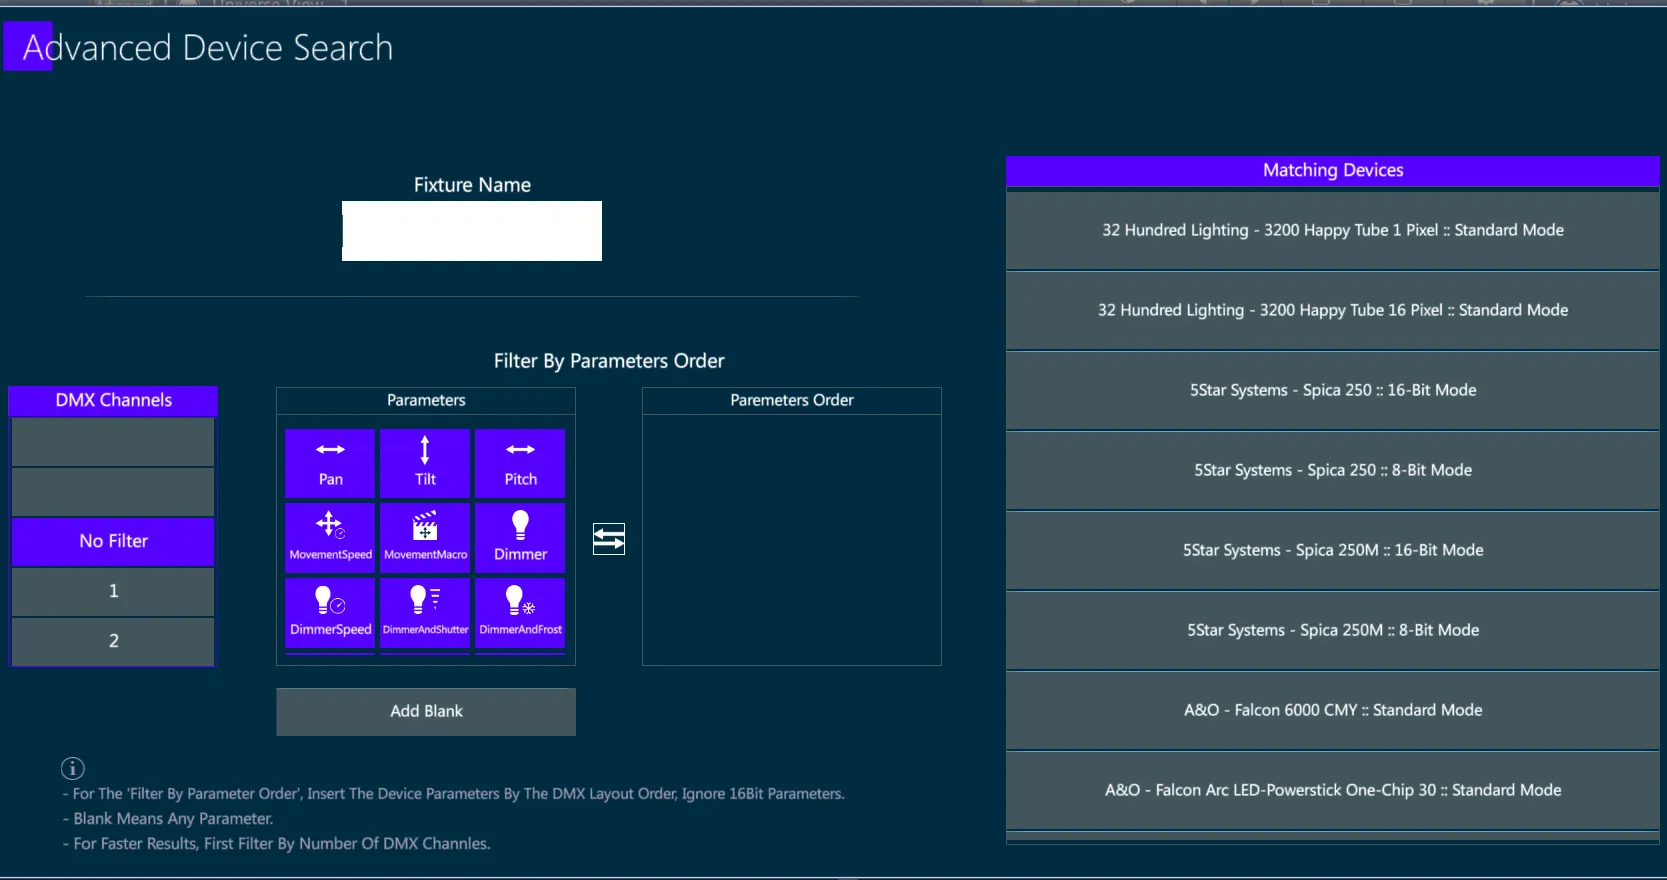 Advanced Device Search
Fixture Name
Filter By Parameters Order
DMX Channels
No Filter
1
2
Parameters
Pan
Tilt
Pitch
MovementSpeed
MovementMacro
Dimmer
DimmerSpeed
DimmerAndShutter
DimmerAndFrost
Add Blank
Paremeters Order
Matching Devices
32 Hundred Lighting - 3200 Happy Tube 1 Pixel :: Standard Mode
32 Hundred Lighting - 3200 Happy Tube 16 Pixel :: Standard Mode
5Star Systems - Spica 250 :: 16-Bit Mode
5Star Systems - Spica 250 :: 8-Bit Mode
5Star Systems - Spica 250M :: 16-Bit Mode
5Star Systems - Spica 250M :: 8-Bit Mode
A&O - Falcon 6000 CMY :: Standard Mode
A&O - Falcon Arc LED-Powerstick One-Chip 30 :: Standard Mode
- For The 'Filter By Parameter Order', Insert The Device Parameters By The DMX Layout Order, Ignore 16Bit Parameters.
- Blank Means Any Parameter.
- For Faster Results, First Filter By Number Of DMX Channles.